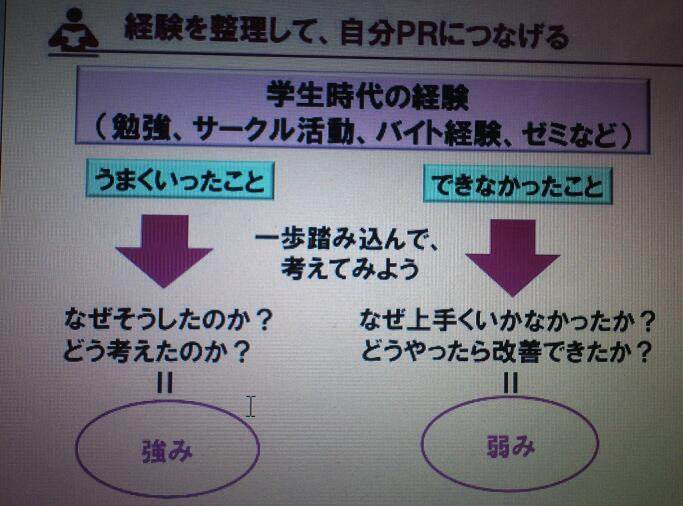 経験を整理して、自分PRにつなげる
学生時代の経験
（勉強、サークル活動、バイト経験、ゼミなど）
うまくいったこと
できなかったこと
一歩踏み込んで、
考えてみよう
なぜそうしたのか？
どう考えたのか？
なぜ上手くいかなかったか？
どうやったら改善できたか？
＝
＝
強み
弱み